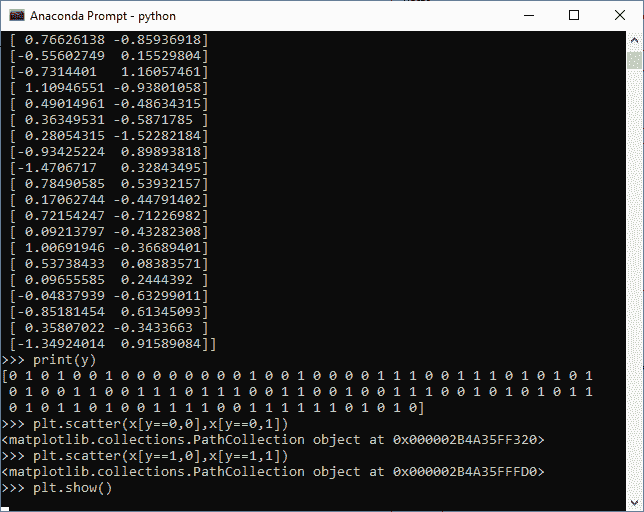 Anaconda Prompt - python
[ 0.76626138 -0.85936918]
[-0.55602749  0.15529804]
[-0.7314401   1.16057461]
[ 1.10946551 -0.93801058]
[ 0.49014961 -0.48634315]
[ 0.36349531 -0.5871785 ]
[ 0.28054315 -1.52282184]
[-0.93425224  0.89893818]
[-1.4706717   0.32843495]
[ 0.78490585  0.53932157]
[ 0.17062744 -0.44791402]
[ 0.72154247 -0.71226982]
[ 0.09213797 -0.43282308]
[ 1.00691946 -0.36689401]
[ 0.53738433  0.08383571]
[ 0.09655585  0.2444392 ]
[-0.04837939 -0.63299011]
[-0.85181454  0.61345093]
[ 0.35807022 -0.3433663 ]
[-1.34924014  0.91589084]]
>>> print(y)
[0 1 0 1 0 0 1 0 0 0 0 0 0 0 0 1 0 0 1 0 0 0 0 1 1 1 0 0 1 1 1 0 1 0 1 0 1
 1 0 0 1 1 0 0 1 1 1 0 1 1 1 0 0 1 1 0 0 1 0 0 1 1 1 0 0 1 0 1 0 1 0 1 1
 0 1 0 1 1 0 1 0 0 1 1 1 1 0 0 1 1 1 1 1 1 1 0 1 0 1 0]
>>> plt.scatter(x[y==0,0],x[y==0,1])
<matplotlib.collections.PathCollection object at 0x000002B4A35FF320>
>>> plt.scatter(x[y==1,0],x[y==1,1])
<matplotlib.collections.PathCollection object at 0x000002B4A35FFFD0>
>>> plt.show()